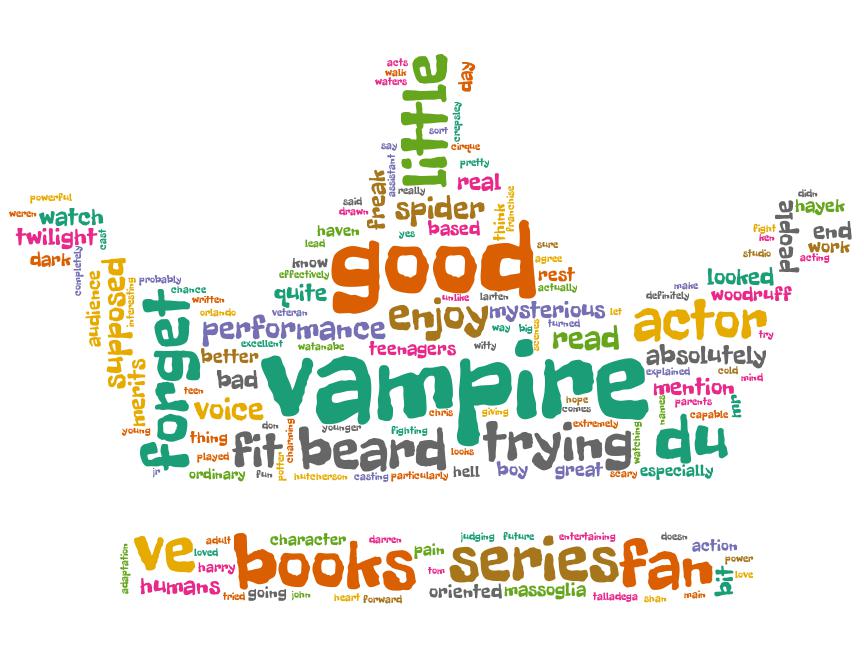 acts
walk
waters
little
day
crepsley
sort
say
cirque
assistant
pretty
freak
really
real
powerful
said
drawn
spider
think
franchise
didn
hayek
weren
watch
people
twilight
cast
haven
yes
based
fight
ken
end
work
dark
lead
good
sure
agree
studio
acting
completely
know
effectively
rest
actually
looked
audience
supposed
interesting
probably
chance
quite
unlike
larten
make
definitely
woodruff
written
forget
orlando
veteran
enjoy
mysterious
let
actor
try
performance
way
big
scenes
turned
read
excellent
watanabe
teenagers
witty
better
absolutely
merits
bad
vampire
explained
cold
mind
teen
mention
voice
chris
giving
hope
comes
names
parents
mr
capable
young
don
charming
younger
fighting
extremely
thing
played
fit
beard
looks
trying
watching
du
jr
ordinary
fun
potter
hutcherson
casting
particularly
hell
boy
great
scary
especially
adaptation
ve
adult
loved
harry
character
darren
judging
future
entertaining
doesn
action
books
pain
series
fan
power
humans
tom
bit
love
tried
going
john
heart
forward
oriented
massoglia
talladega
shan
main